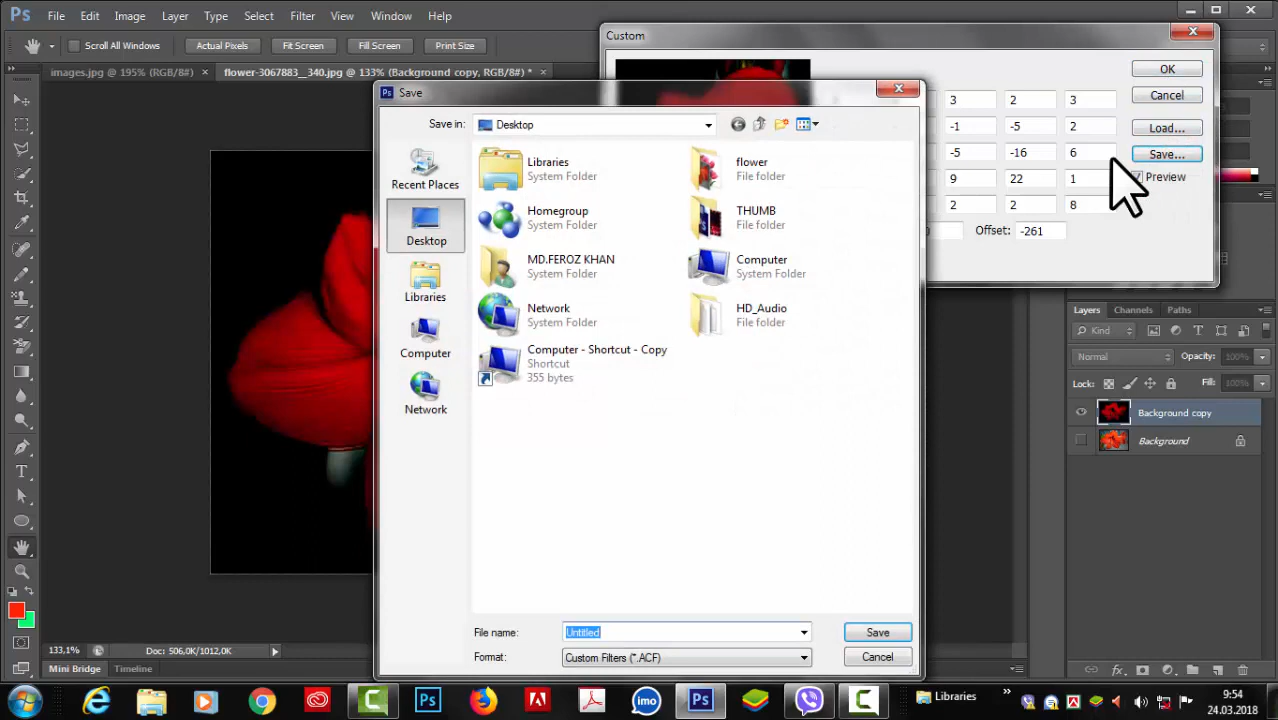 Ps File Edit Image Layer Type Select Filter View Window Help
Scroll All Windows Actual Pixels Fit Screen Fill Screen Print Size
images.jpg @ 195% (RGB/8#) × flower-3067883__340.jpg @ 133% (Background copy, RGB/8#) * ×
Custom
OK
Cancel
Load...
Save...
Preview
3 2 3
-1 -5 2
-5 -16 6
9 22 1
2 2 8
Offset: -261
Ps Save
Save in: Desktop
Recent Places
Desktop
Libraries
Computer
Network
Libraries
System Folder
Homegroup
System Folder
MD.FEROZ KHAN
System Folder
Network
System Folder
Computer - Shortcut - Copy
Shortcut
355 bytes
flower
File folder
THUMB
File folder
Computer
System Folder
HD_Audio
File folder
File name: Untitled Save
Format: Custom Filters (*.ACF) Cancel
Layers Channels Paths
Kind
Normal Opacity: 100%
Lock: Fill: 100%
Background copy
Background
133,1% Doc: 506,0K/1012,0K
Mini Bridge Timeline
Ps imo Ps Libraries »
9:54
24.03.2018